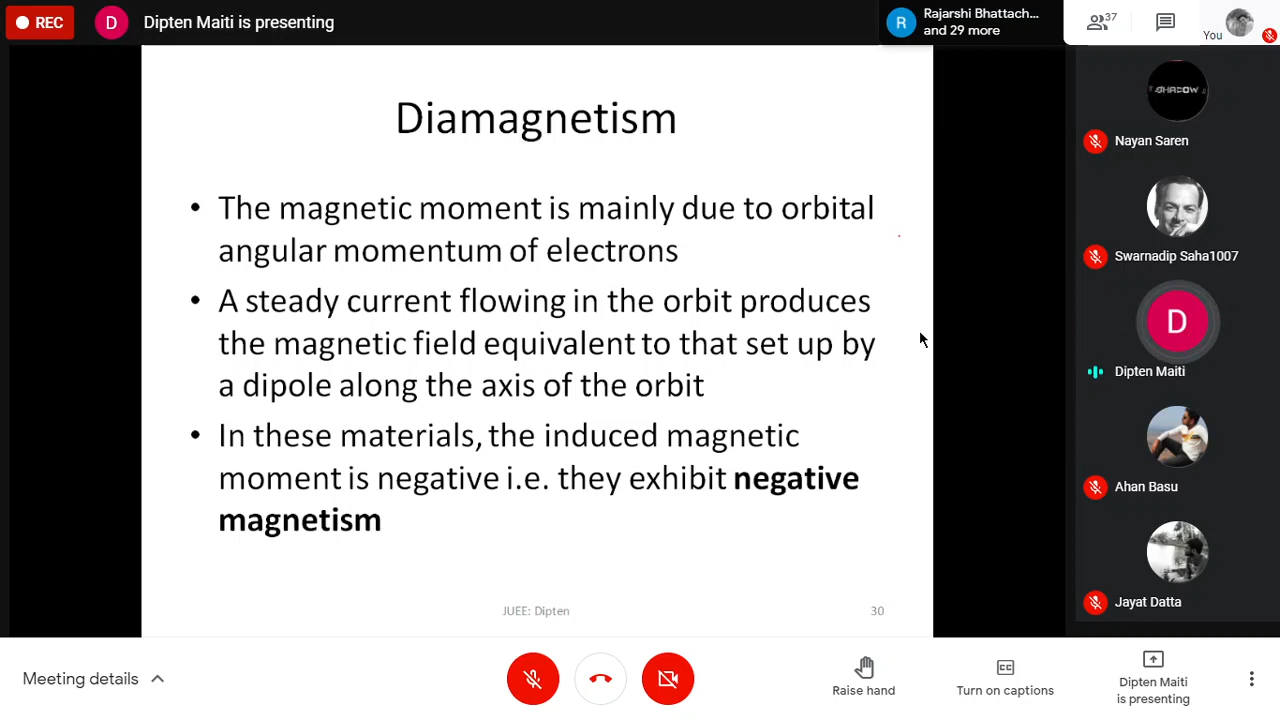 REC
D
Dipten Maiti is presenting
R
Rajarshi Bhattach...
and 29 more
37
You
SHADOW
Nayan Saren
Swarnadip Saha1007
D
Dipten Maiti
Ahan Basu
Jayat Datta
Diamagnetism
• The magnetic moment is mainly due to orbital
angular momentum of electrons
• A steady current flowing in the orbit produces
the magnetic field equivalent to that set up by
a dipole along the axis of the orbit
• In these materials, the induced magnetic
moment is negative i.e. they exhibit negative
magnetism
JUEE: Dipten
30
Meeting details
Raise hand
CC
Turn on captions
Dipten Maiti
is presenting